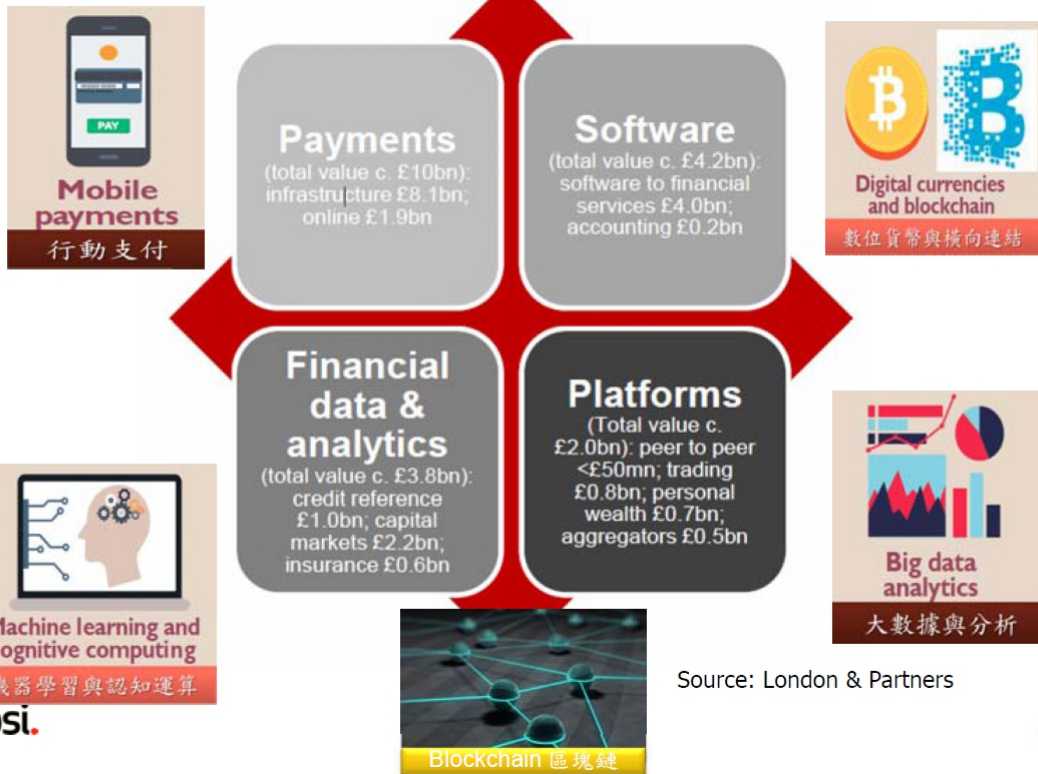 PAY
Mobile
payments
行動支付
Payments
(total value c. £10bn):
infrastructure £8.1bn;
online £1.9bn
Software
(total value c. £4.2bn):
software to financial
services £4.0bn;
accounting £0.2bn
Digital currencies
and blockchain
數位貨幣與橫向連結
Financial
data &
analytics
(total value c. £3.8bn):
credit reference
£1.0bn; capital
markets £2.2bn;
insurance £0.6bn
Platforms
(Total value c.
£2.0bn): peer to peer
<£50mn; trading
£0.8bn; personal
wealth £0.7bn;
aggregators £0.5bn
Machine learning and
cognitive computing
機器學習與認知運算
Big data
analytics
大數據與分析
Source: London & Partners
Blockchain 區塊鏈